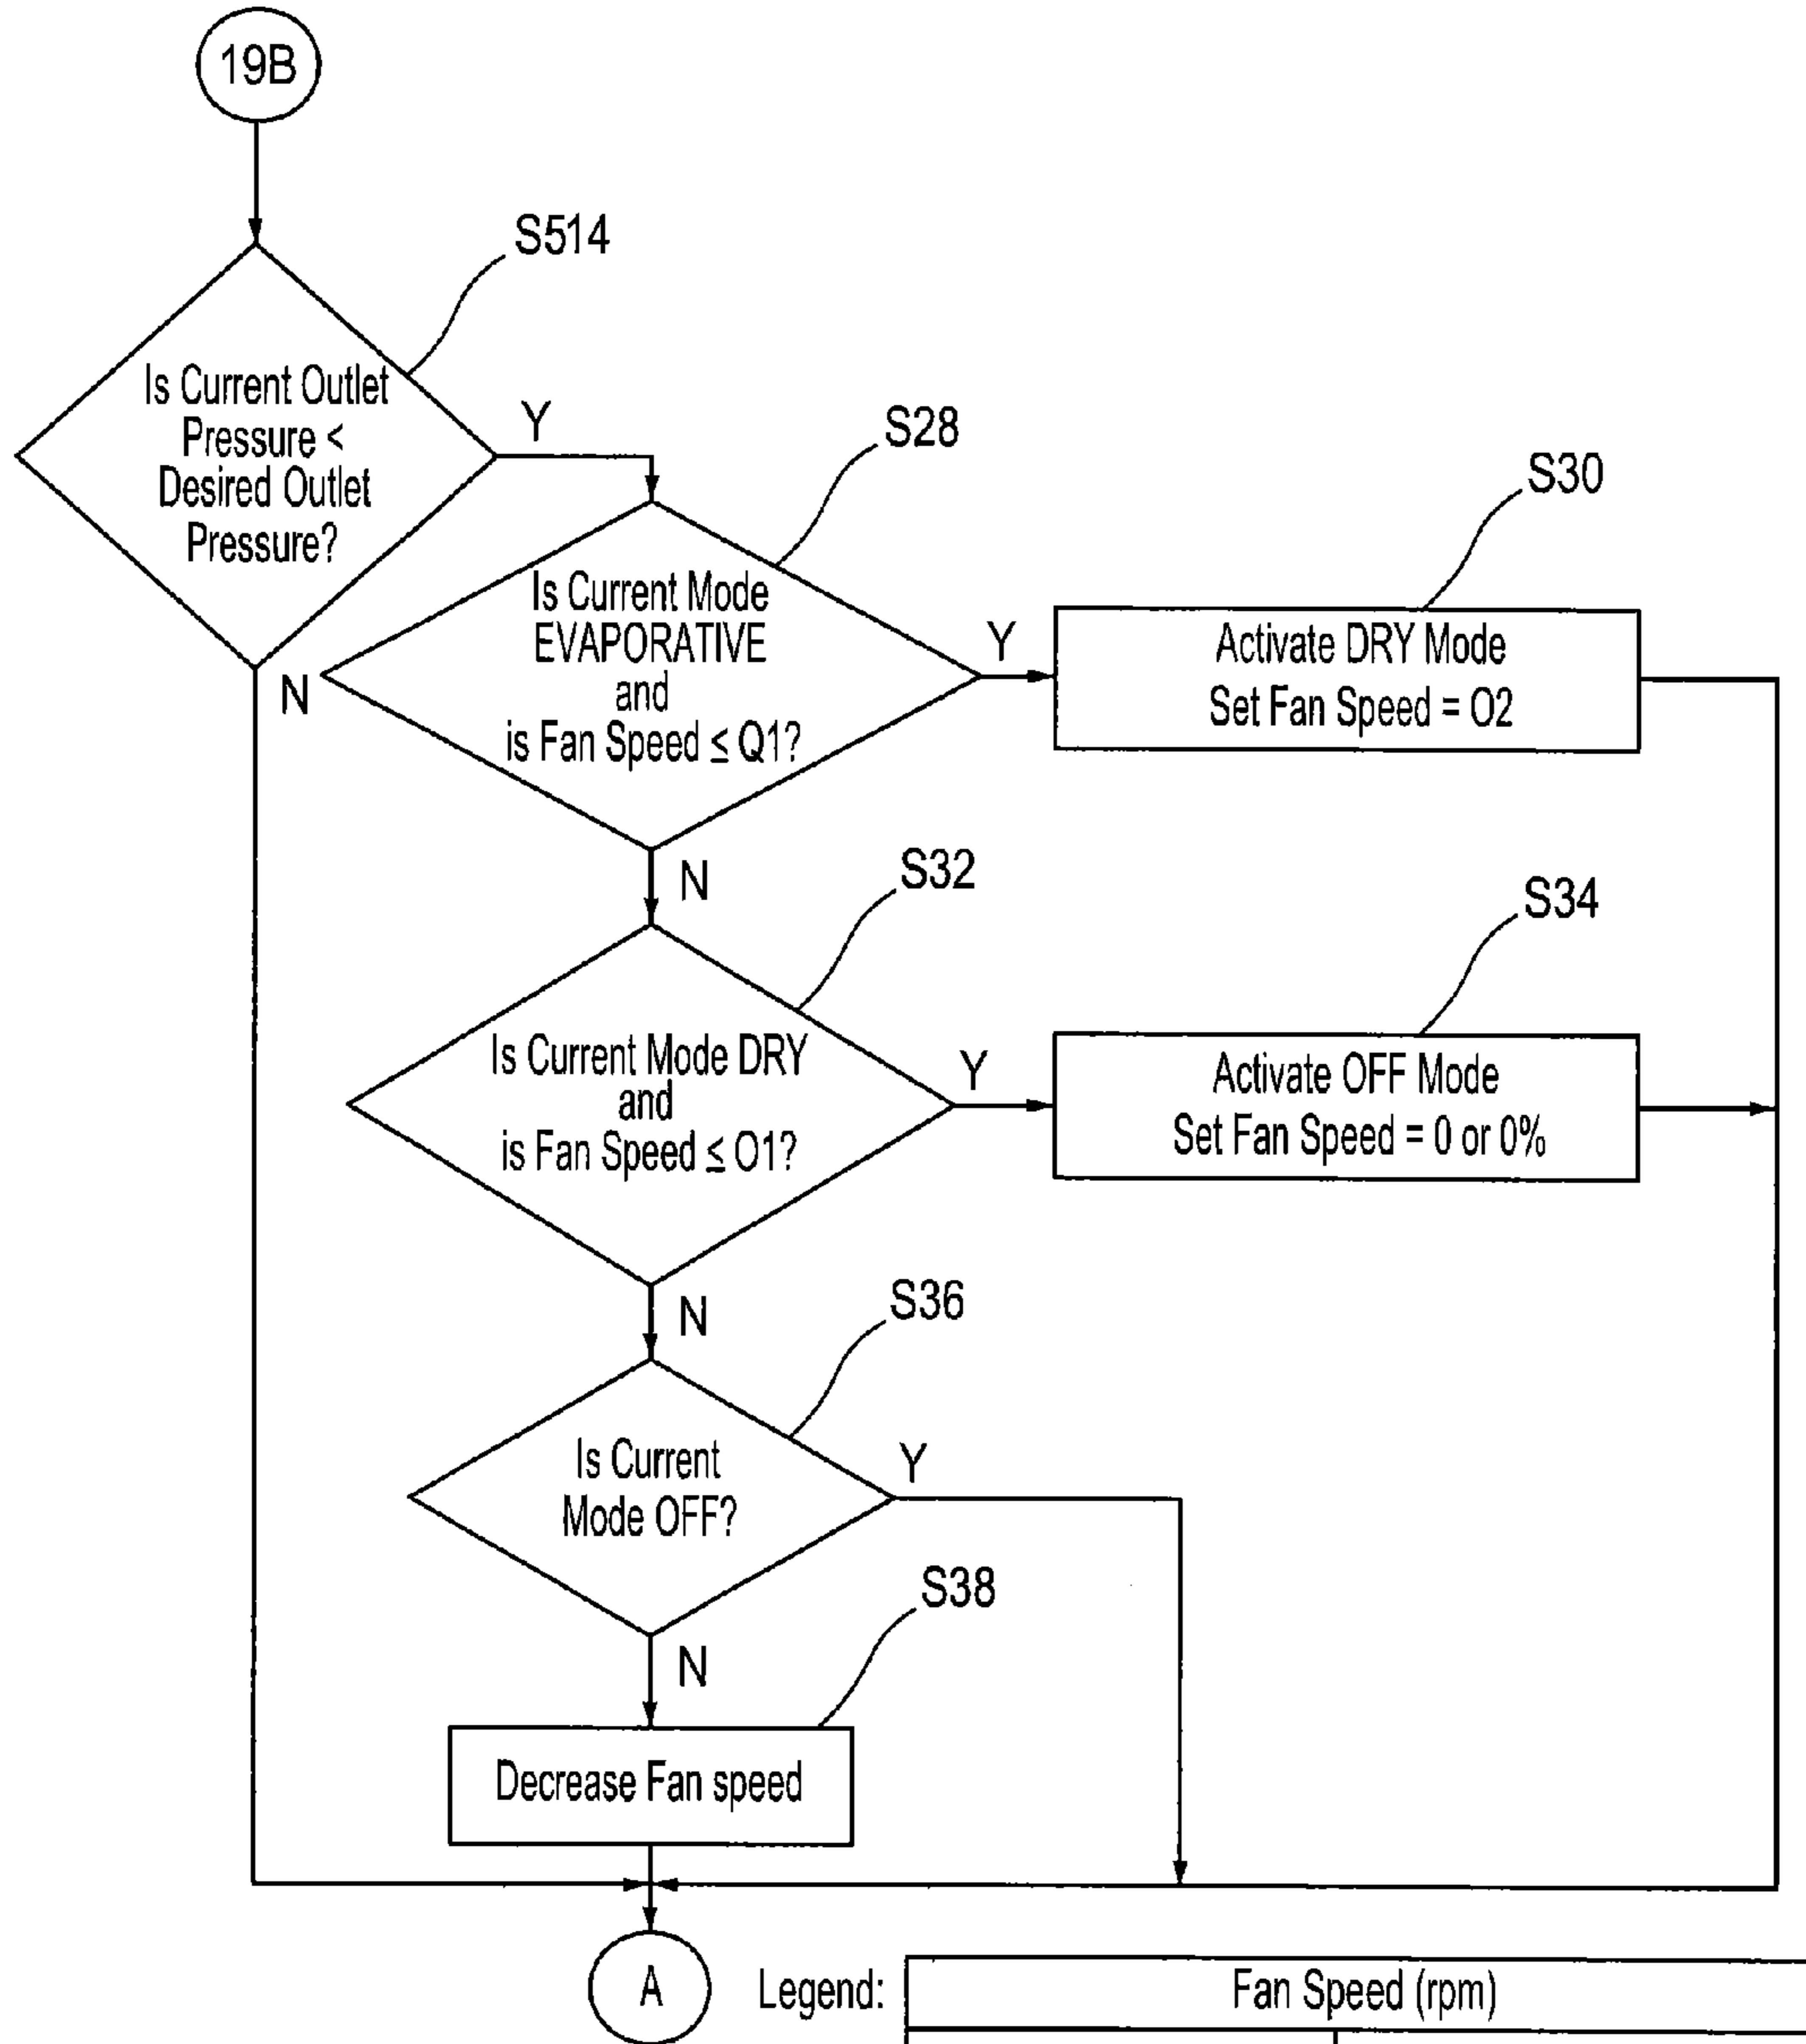 19B
S514
Is Current Outlet
Pressure <
Desired Outlet
Pressure?
Y
N
S28
Is Current Mode
EVAPORATIVE
and
is Fan Speed ≤ Q1?
Y
S30
Activate DRY Mode
Set Fan Speed = O2
N
S32
Is Current Mode DRY
and
is Fan Speed ≤ O1?
Y
S34
Activate OFF Mode
Set Fan Speed = 0 or 0%
N
S36
Is Current
Mode OFF?
Y
N
S38
Decrease Fan speed
A
Legend:
Fan Speed (rpm)